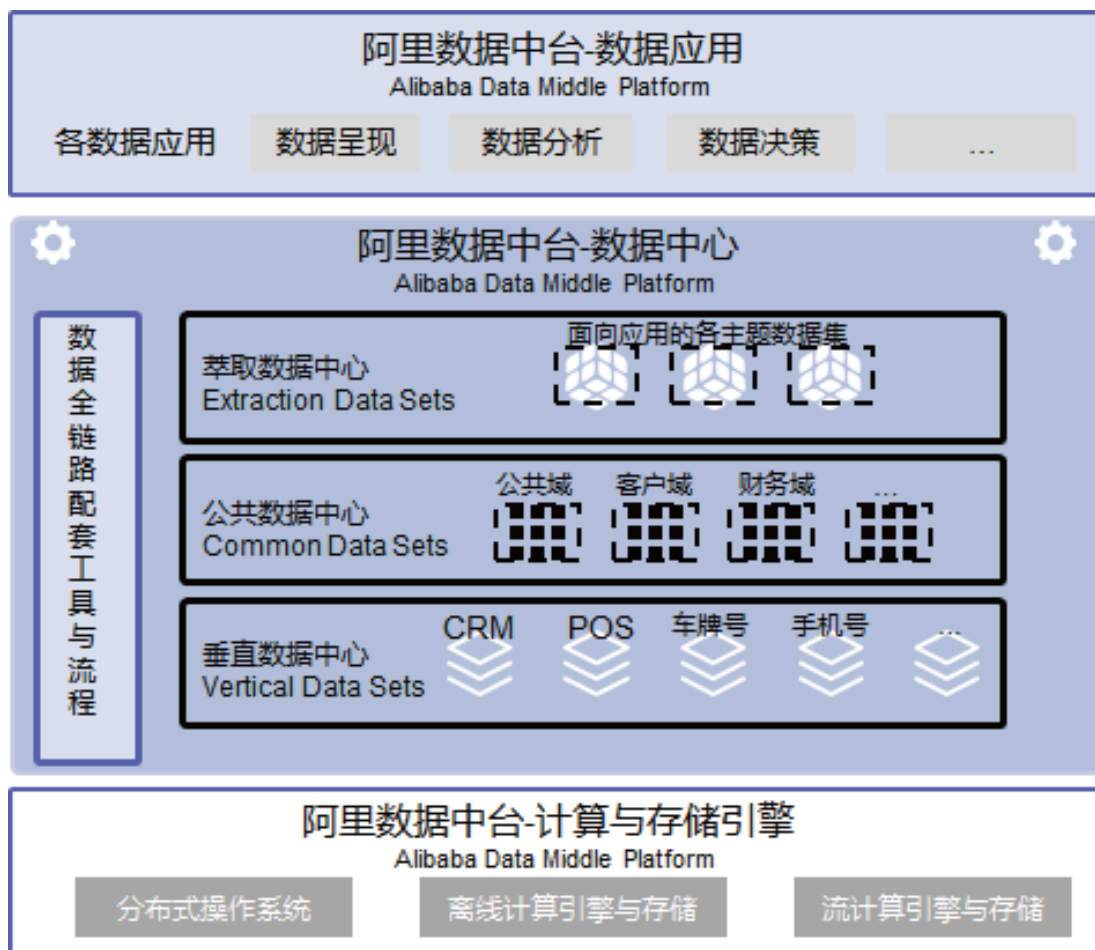 阿里数据中台-数据应用
Alibaba Data Middle Platform
各数据应用 数据呈现 数据分析 数据决策 ...
阿里数据中台-数据中心
Alibaba Data Middle Platform
数据全链路配套工具与流程
面向应用的各主题数据集
萃取数据中心
Extraction Data Sets
公共域 客户域 财务域 ...
公共数据中心
Common Data Sets
CRM POS 车牌号 手机号 ...
垂直数据中心
Vertical Data Sets
阿里数据中台-计算与存储引擎
Alibaba Data Middle Platform
分布式操作系统 离线计算引擎与存储 流计算引擎与存储